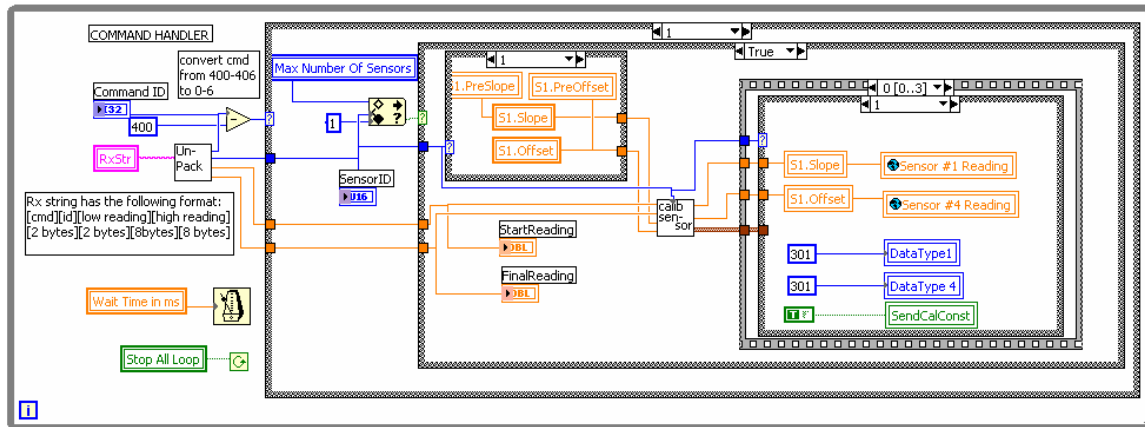 COMMAND HANDLER
convert cmd
from 400-406
to 0-6
Command ID
I32
400
RxStr
Un-
Pack
Rx string has the following format:
[cmd][id][low reading][high reading]
[2 bytes][2 bytes][8bytes][8 bytes]
Wait Time in ms
Stop All Loop
i
1
Max Number Of Sensors
1
SensorID
U16
True
1
S1.PreSlope
S1.PreOffset
S1.Slope
S1.Offset
StartReading
DBL
FinalReading
DBL
calib
sen-
sor
0 [0..3]
1
S1.Slope
Sensor #1 Reading
S1.Offset
Sensor #4 Reading
301
DataType1
301
DataType 4
T
SendCalConst